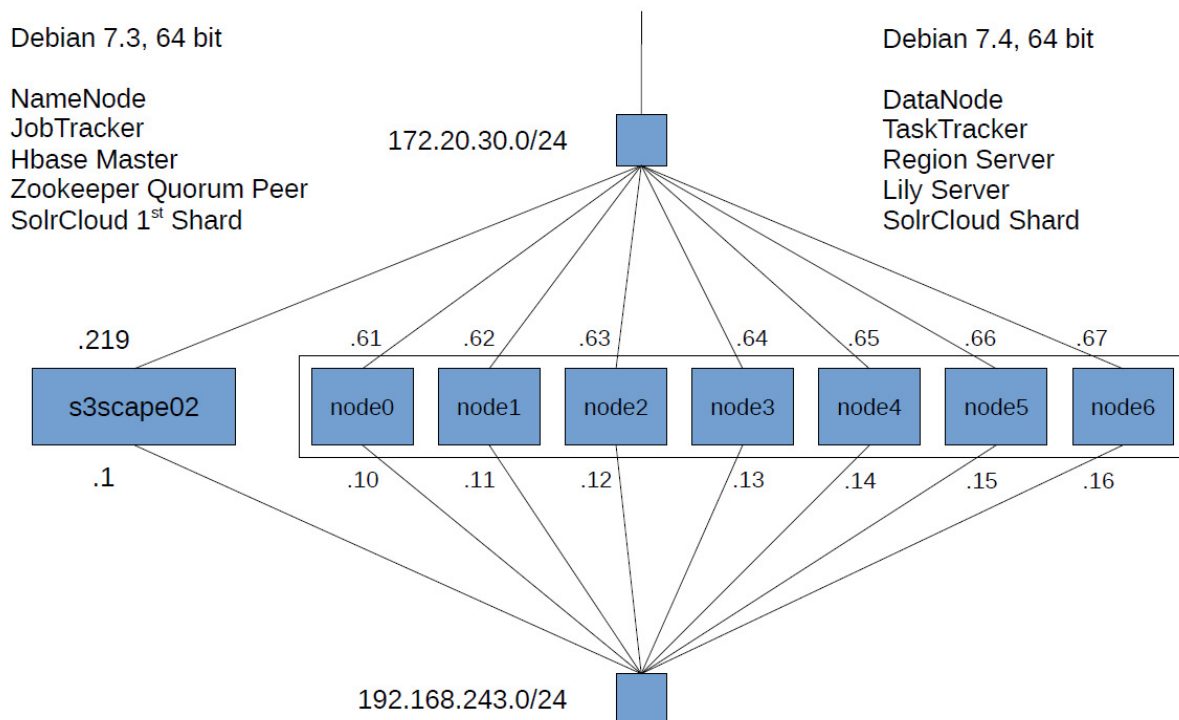 Debian 7.3, 64 bit
NameNode
JobTracker
Hbase Master
Zookeeper Quorum Peer
SolrCloud 1st Shard
Debian 7.4, 64 bit
DataNode
TaskTracker
Region Server
Lily Server
SolrCloud Shard
172.20.30.0/24
.219
.61
.62
.63
.64
.65
.66
.67
s3scape02
node0
node1
node2
node3
node4
node5
node6
.1
.10
.11
.12
.13
.14
.15
.16
192.168.243.0/24